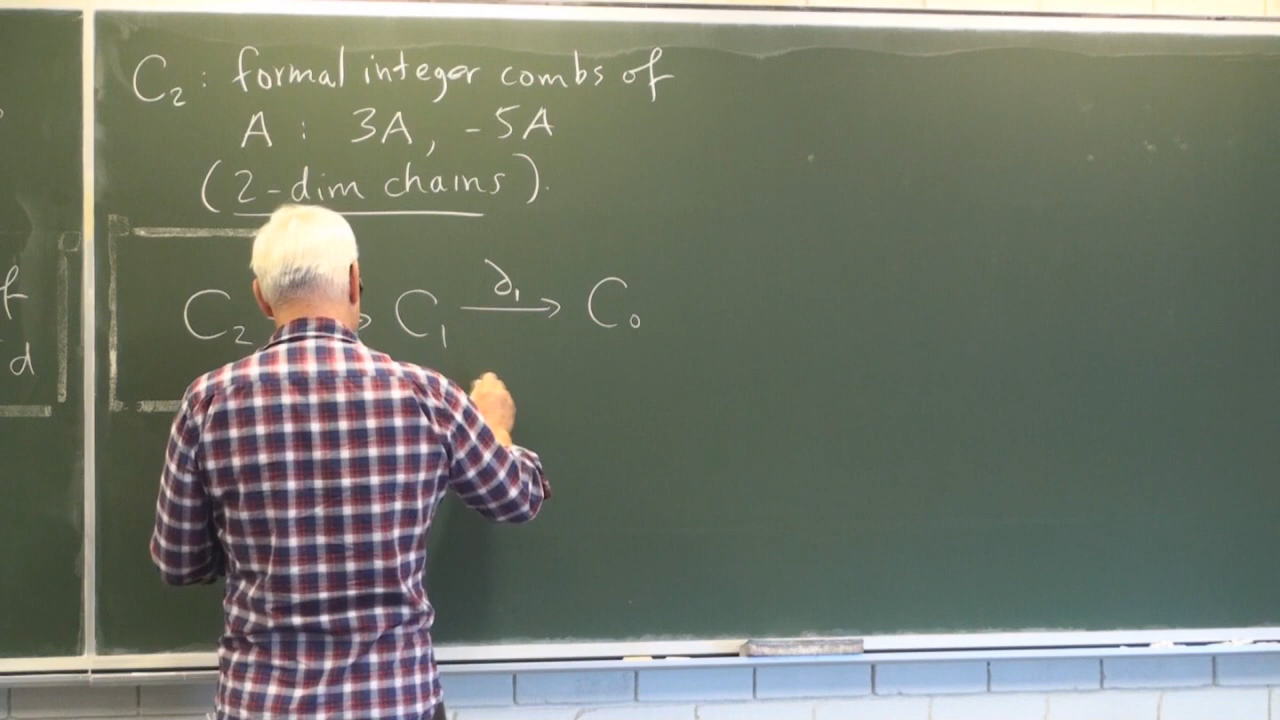 C₂ : formal integer combs of
A : 3A, -5A
(2-dim chains).
C₂ → C₁ ∂₁→ C₀
f
d